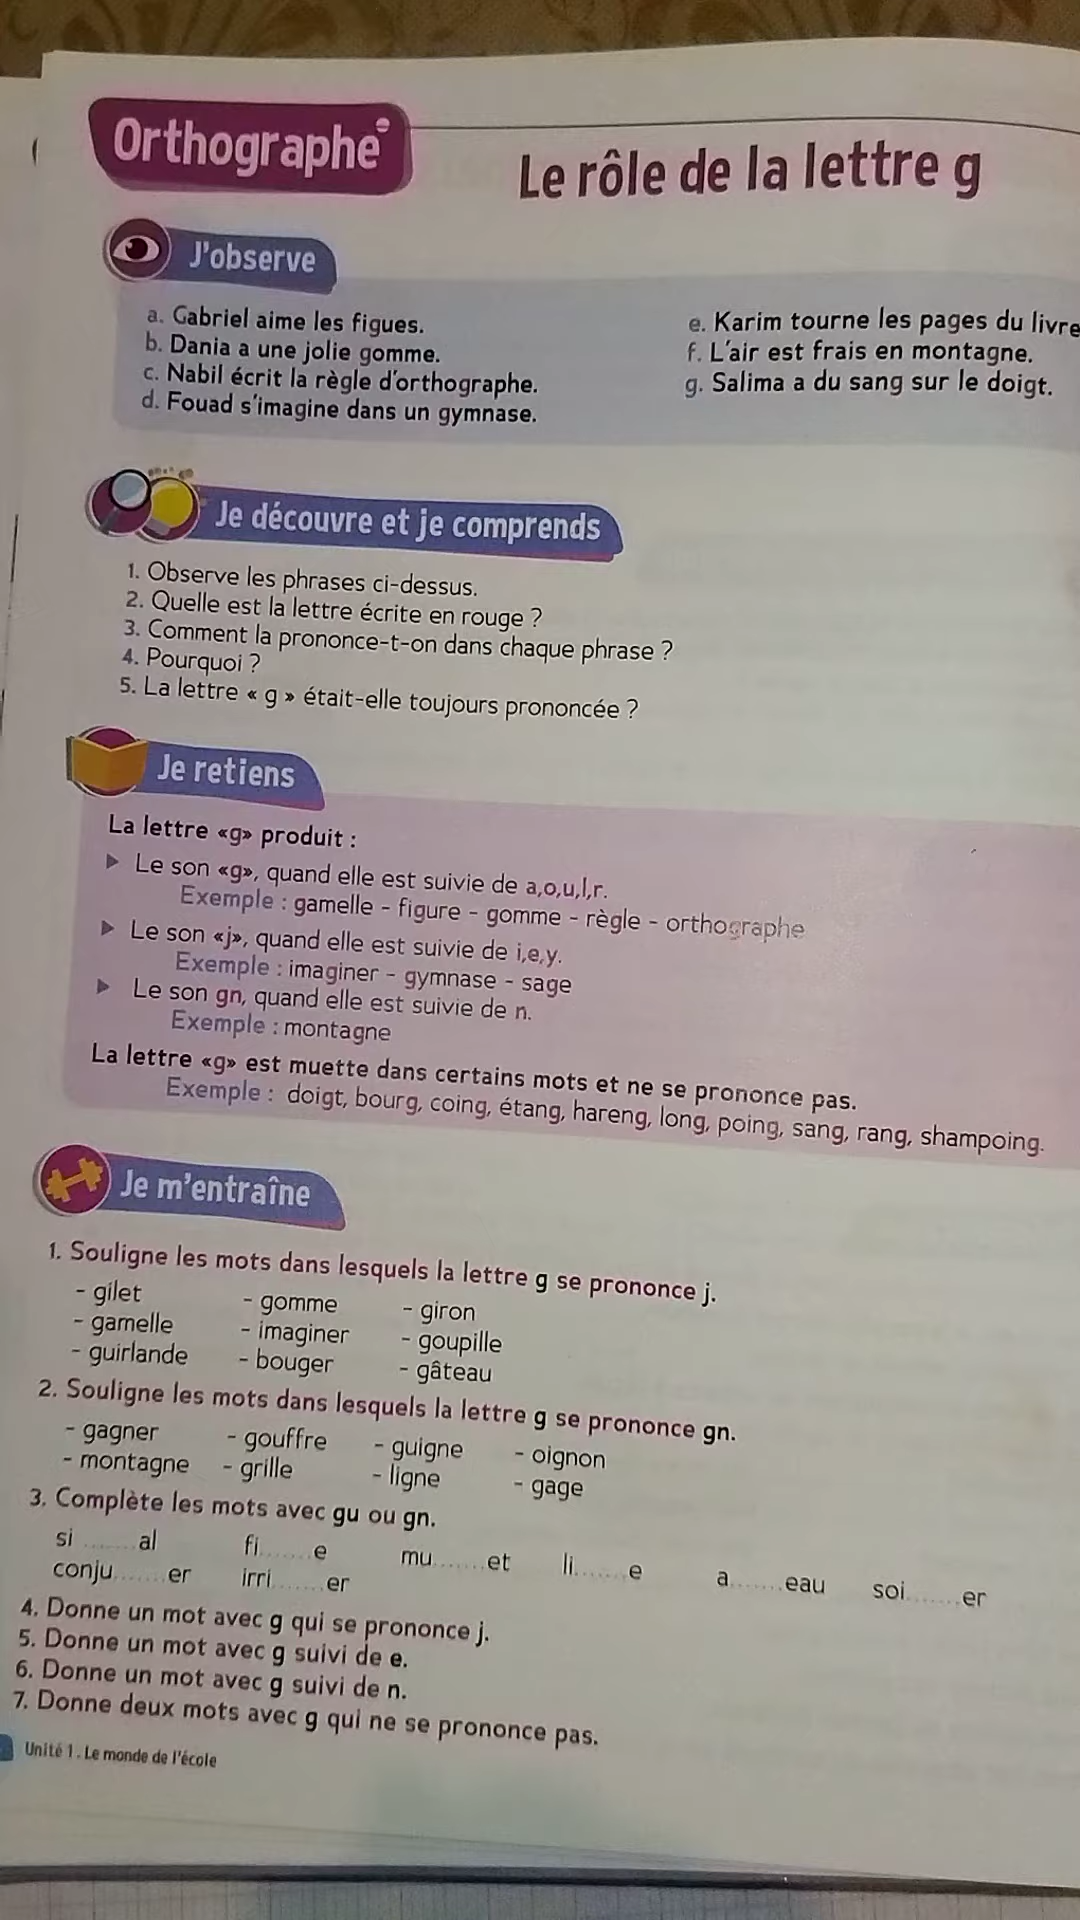 Orthographe
Le rôle de la lettre g
J'observe
a. Gabriel aime les figues.
b. Dania a une jolie gomme.
c. Nabil écrit la règle d'orthographe.
d. Fouad s'imagine dans un gymnase.
e. Karim tourne les pages du livre
f. L'air est frais en montagne.
g. Salima a du sang sur le doigt.
Je découvre et je comprends
1. Observe les phrases ci-dessus.
2. Quelle est la lettre écrite en rouge ?
3. Comment la prononce-t-on dans chaque phrase ?
4. Pourquoi ?
5. La lettre « g » était-elle toujours prononcée ?
Je retiens
La lettre «g» produit :
▶ Le son «g», quand elle est suivie de a,o,u,l,r.
Exemple : gamelle - figure - gomme - règle - orthographe
▶ Le son «j», quand elle est suivie de i,e,y.
Exemple : imaginer - gymnase - sage
▶ Le son gn, quand elle est suivie de n.
Exemple : montagne
La lettre «g» est muette dans certains mots et ne se prononce pas.
Exemple : doigt, bourg, coing, étang, hareng, long, poing, sang, rang, shampoing.
Je m'entraîne
1. Souligne les mots dans lesquels la lettre g se prononce j.
- gilet - gomme - giron
- gamelle - imaginer - goupille
- guirlande - bouger - gâteau
2. Souligne les mots dans lesquels la lettre g se prononce gn.
- gagner - gouffre - guigne - oignon
- montagne - grille - ligne - gage
3. Complète les mots avec gu ou gn.
si ....... al fi....... e mu....... et li....... e a....... eau soi....... er
conju....... er irri....... er
4. Donne un mot avec g qui se prononce j.
5. Donne un mot avec g suivi de e.
6. Donne un mot avec g suivi de n.
7. Donne deux mots avec g qui ne se prononce pas.
Unité 1. Le monde de l'école